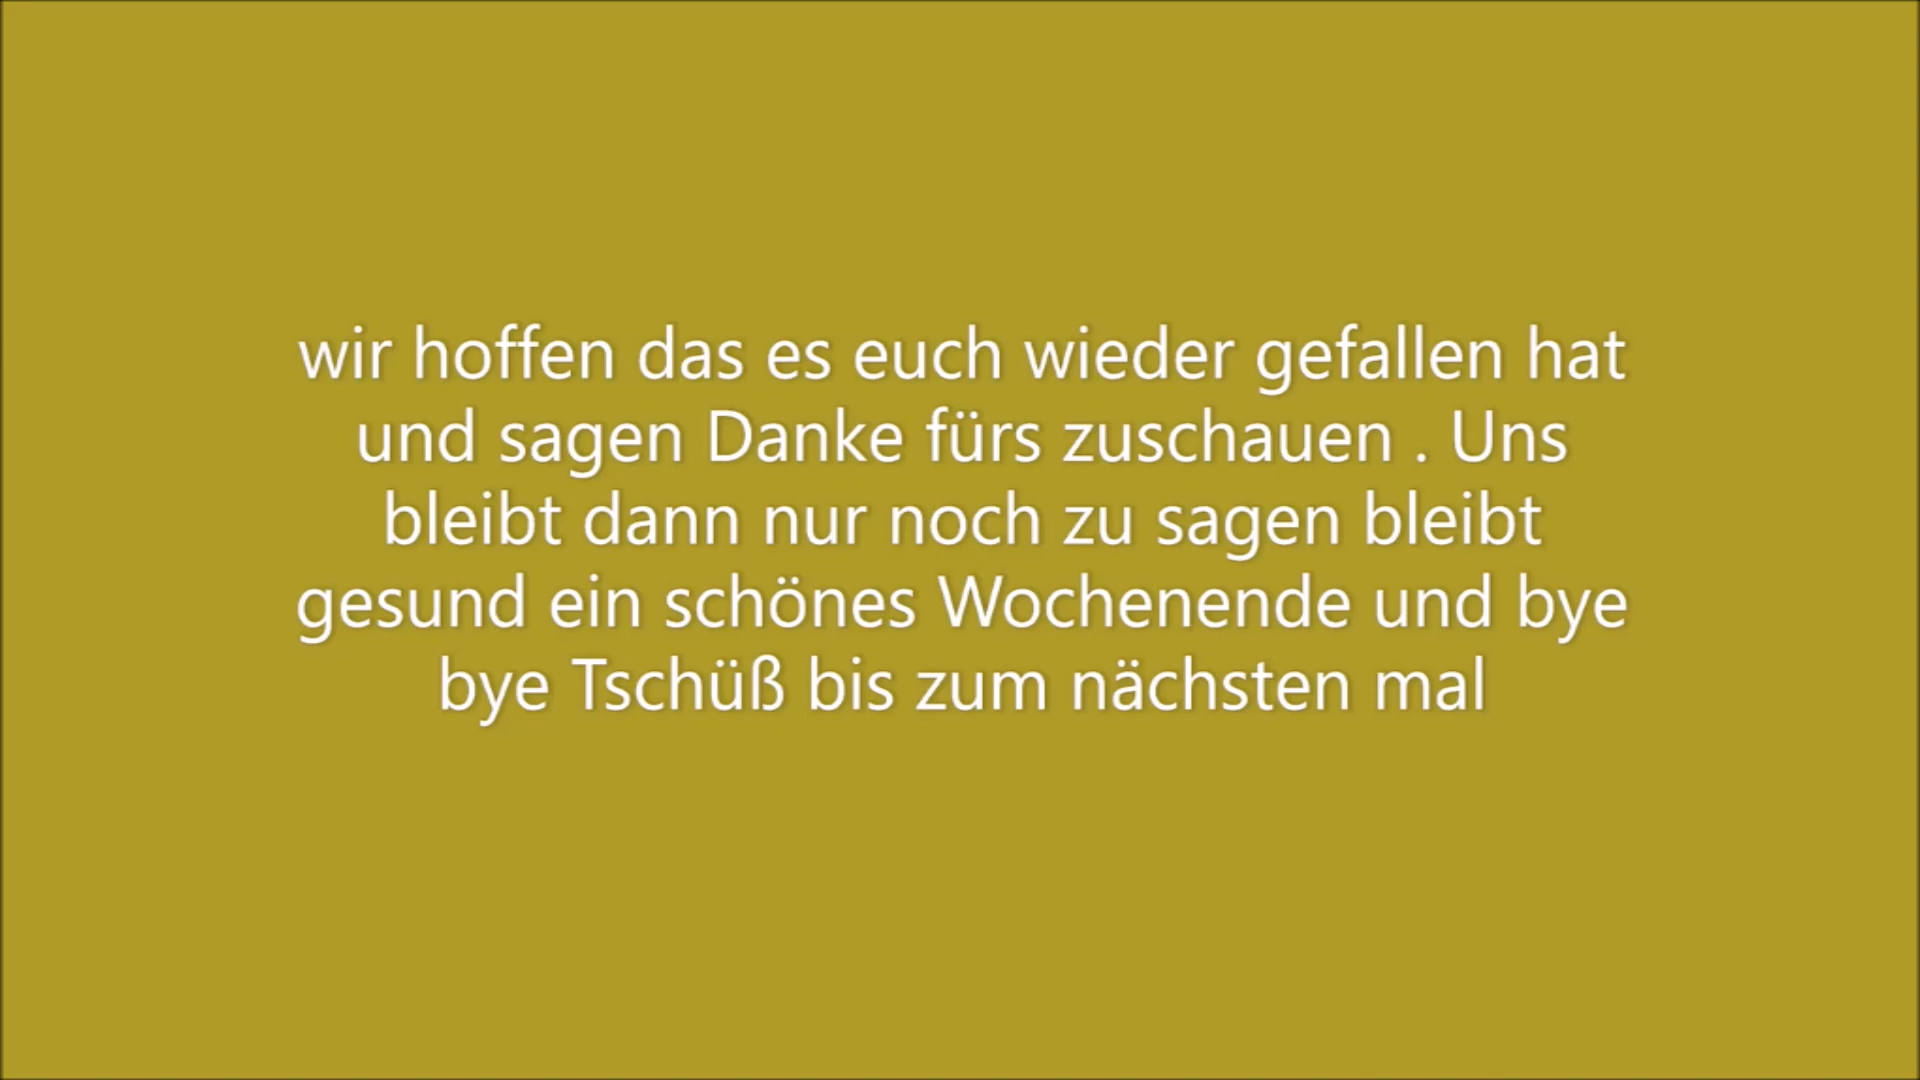 wir hoffen das es euch wieder gefallen hat
und sagen Danke fürs zuschauen . Uns
bleibt dann nur noch zu sagen bleibt
gesund ein schönes Wochenende und bye
bye Tschüß bis zum nächsten mal